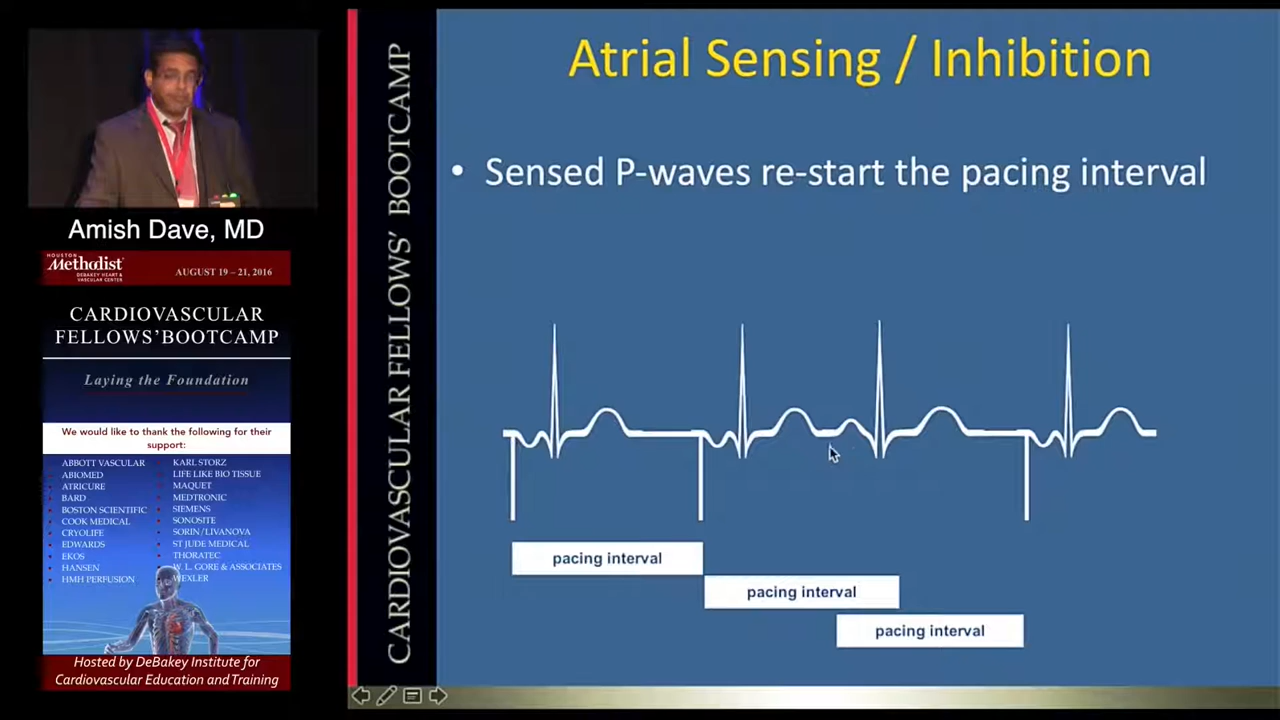 Amish Dave, MD
HOUSTON
Methodist
DEBAKEY HEART &
VASCULAR CENTER
AUGUST 19 – 21, 2016
CARDIOVASCULAR
FELLOWS'BOOTCAMP
Laying the Foundation
We would like to thank the following for their
support:
ABBOTT VASCULAR
ABIOMED
ATRICURE
BARD
BOSTON SCIENTIFIC
COOK MEDICAL
CRYOLIFE
EDWARDS
EKOS
HANSEN
HMH PERFUSION
KARL STORZ
LIFE LIKE BIO TISSUE
MAQUET
MEDTRONIC
SIEMENS
SONOSITE
SORIN/LIVANOVA
ST JUDE MEDICAL
THORATEC
W. L. GORE & ASSOCIATES
WEXLER
Hosted by DeBakey Institute for
Cardiovascular Education and Training
CARDIOVASCULAR FELLOWS' BOOTCAMP
Atrial Sensing / Inhibition
• Sensed P-waves re-start the pacing interval
pacing interval
pacing interval
pacing interval